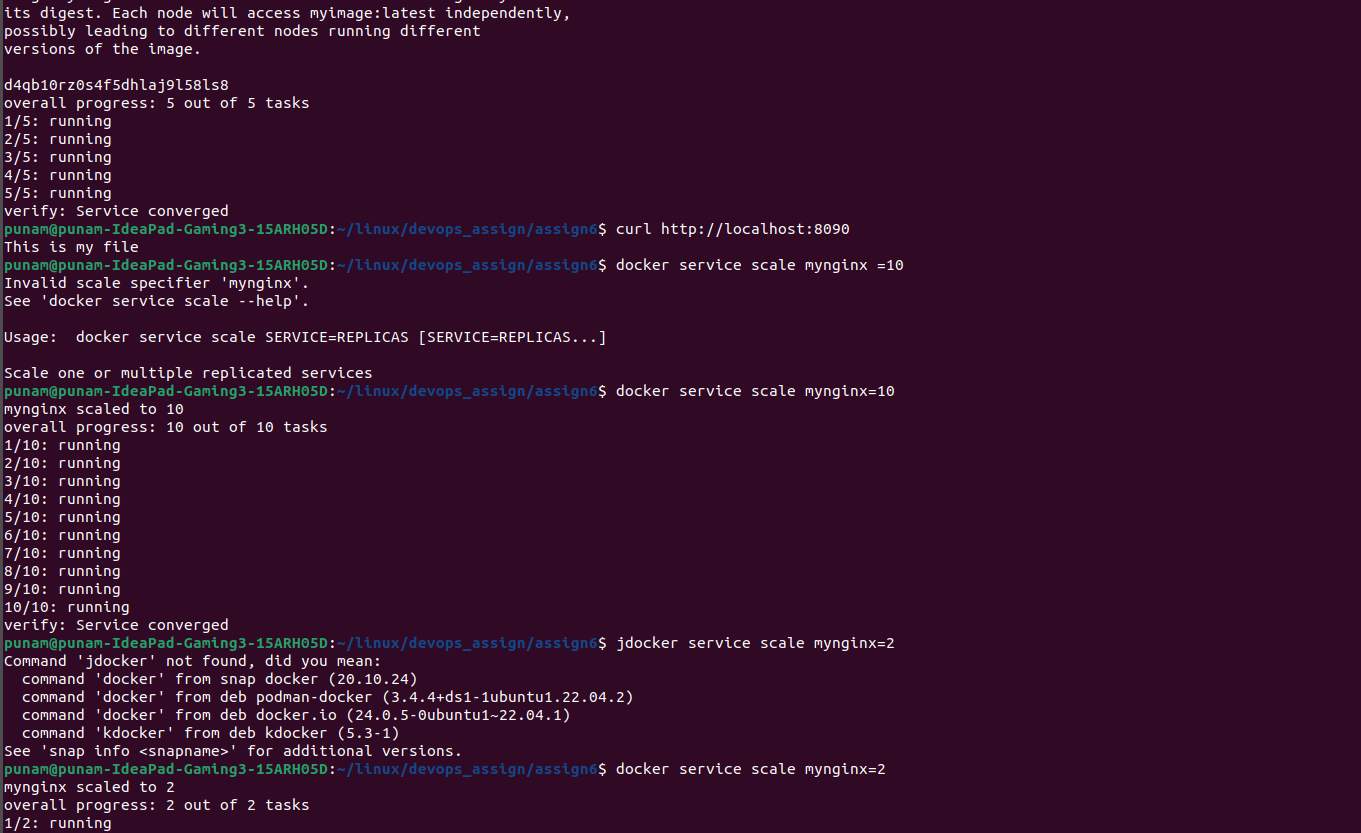 its digest. Each node will access myimage:latest independently,
possibly leading to different nodes running different
versions of the image.
d4qb10rz0s4f5dhlaj9l58ls8
overall progress: 5 out of 5 tasks
1/5: running
2/5: running
3/5: running
4/5: running
5/5: running
verify: Service converged
punam@punam-IdeaPad-Gaming3-15ARH05D:~/linux/devops_assign/assign6$ curl http://localhost:8090
This is my file
punam@punam-IdeaPad-Gaming3-15ARH05D:~/linux/devops_assign/assign6$ docker service scale mynginx =10
Invalid scale specifier 'mynginx'.
See 'docker service scale --help'.
Usage:  docker service scale SERVICE=REPLICAS [SERVICE=REPLICAS...]
Scale one or multiple replicated services
punam@punam-IdeaPad-Gaming3-15ARH05D:~/linux/devops_assign/assign6$ docker service scale mynginx=10
mynginx scaled to 10
overall progress: 10 out of 10 tasks
1/10: running
2/10: running
3/10: running
4/10: running
5/10: running
6/10: running
7/10: running
8/10: running
9/10: running
10/10: running
verify: Service converged
punam@punam-IdeaPad-Gaming3-15ARH05D:~/linux/devops_assign/assign6$ jdocker service scale mynginx=2
Command 'jdocker' not found, did you mean:
  command 'docker' from snap docker (20.10.24)
  command 'docker' from deb podman-docker (3.4.4+ds1-1ubuntu1.22.04.2)
  command 'docker' from deb docker.io (24.0.5-0ubuntu1~22.04.1)
  command 'kdocker' from deb kdocker (5.3-1)
See 'snap info <snapname>' for additional versions.
punam@punam-IdeaPad-Gaming3-15ARH05D:~/linux/devops_assign/assign6$ docker service scale mynginx=2
mynginx scaled to 2
overall progress: 2 out of 2 tasks
1/2: running